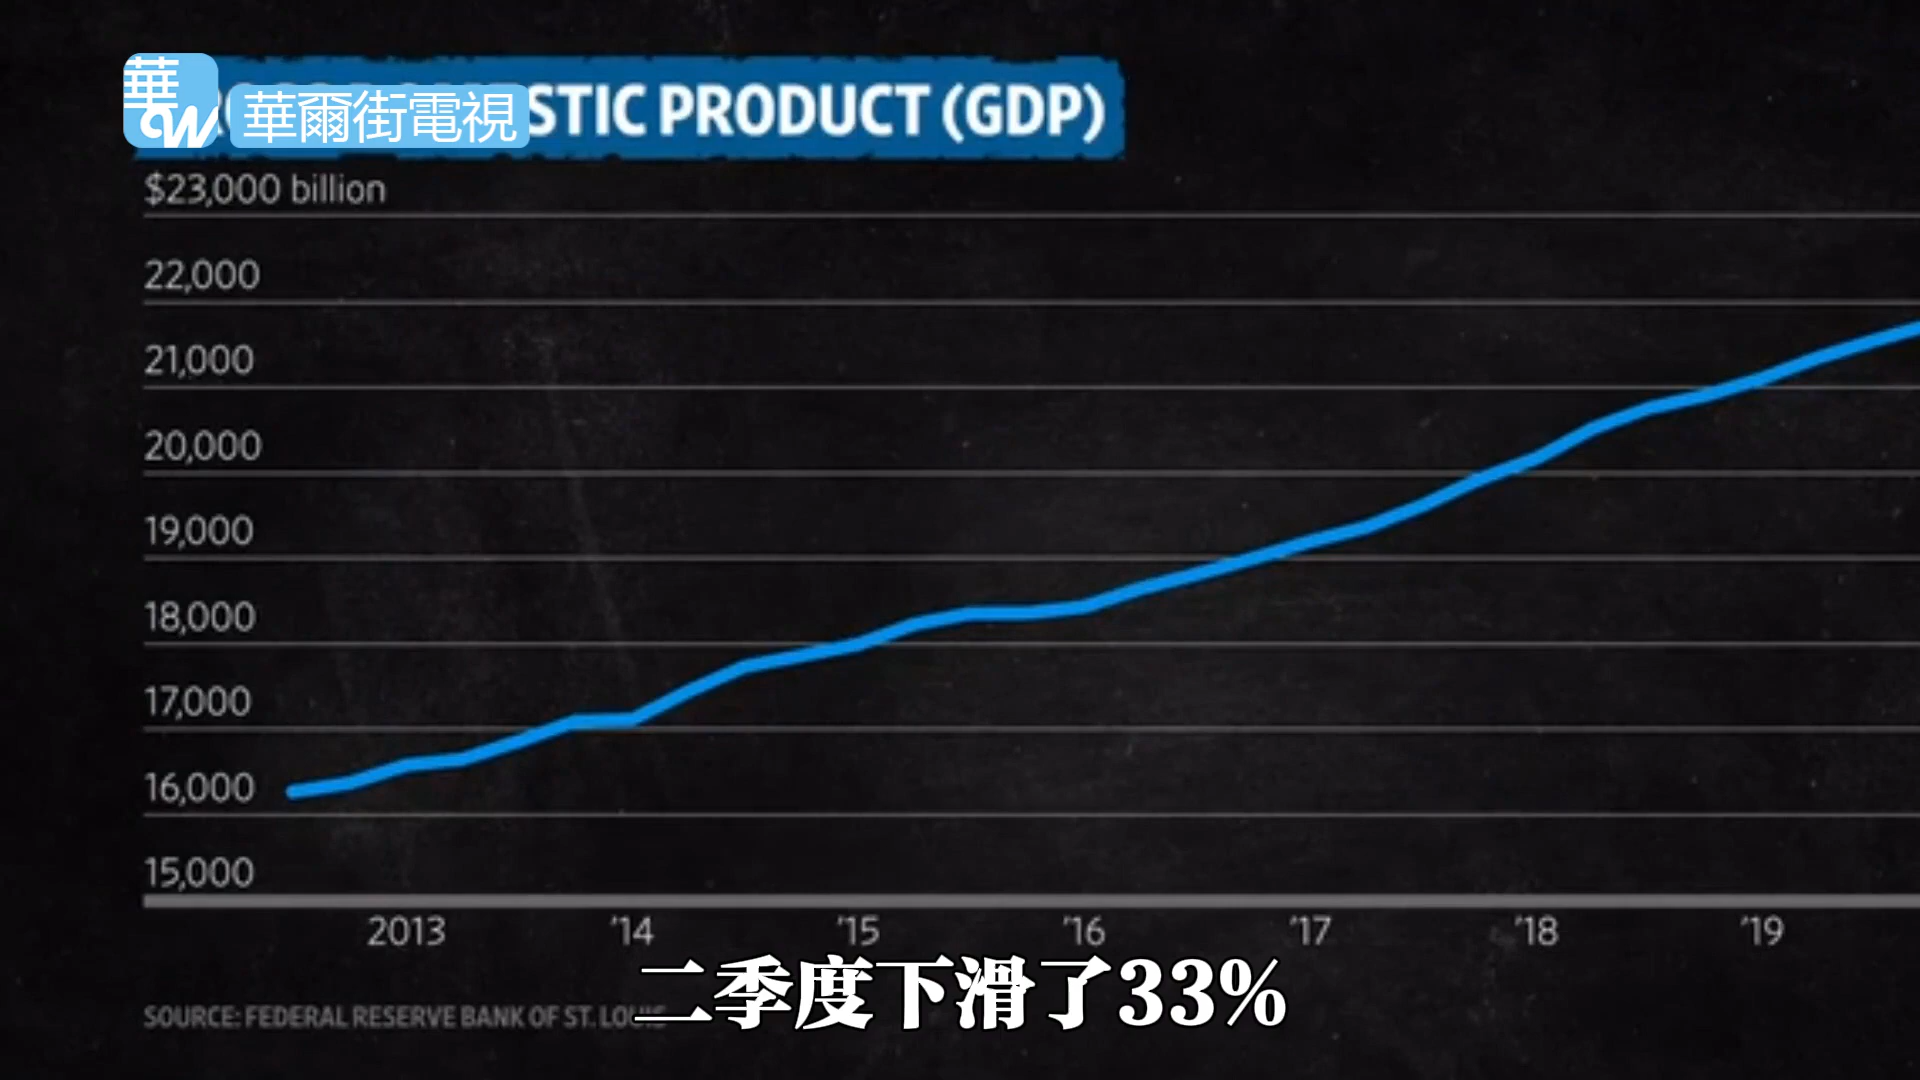 華
W
華爾街電視
STIC PRODUCT (GDP)
$23,000 billion
22,000
21,000
20,000
19,000
18,000
17,000
16,000
15,000
2013 '14 '15 '16 '17 '18 '19
二季度下滑了33%
SOURCE: FEDERAL RESERVE BANK OF ST. LOUIS